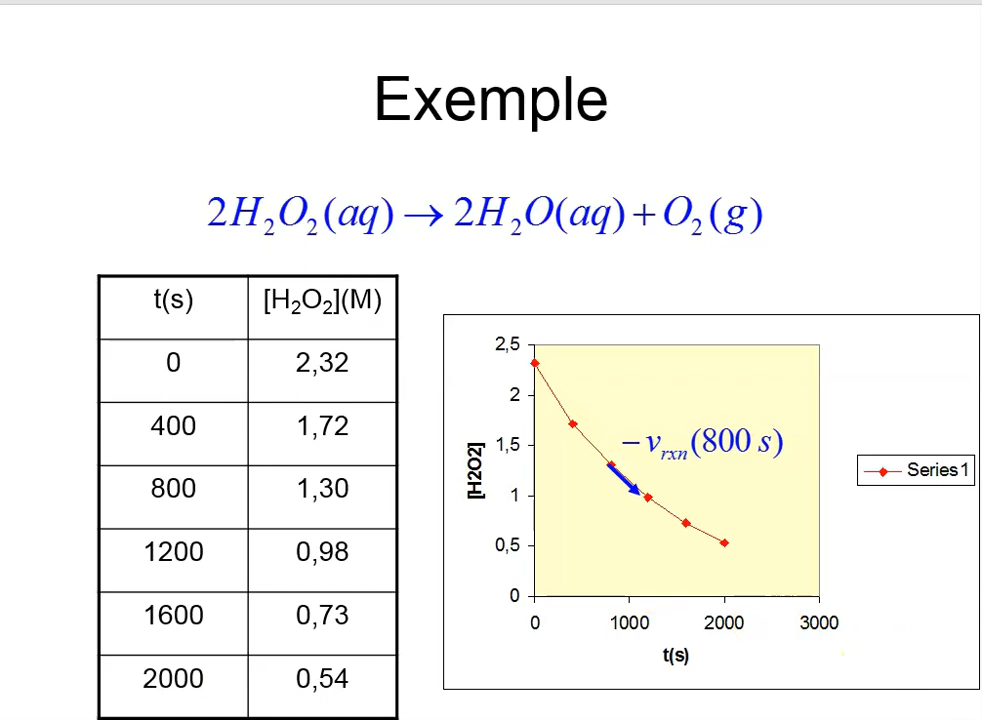 Exemple
2H₂O₂(aq) → 2H₂O(aq) + O₂(g)
t(s) [H₂O₂](M)
0 2,32
400 1,72
800 1,30
1200 0,98
1600 0,73
2000 0,54
2,5
2
1,5
1
0,5
0
[H2O2]
−v_rxn(800 s)
0 1000 2000 3000
t(s)
Series1